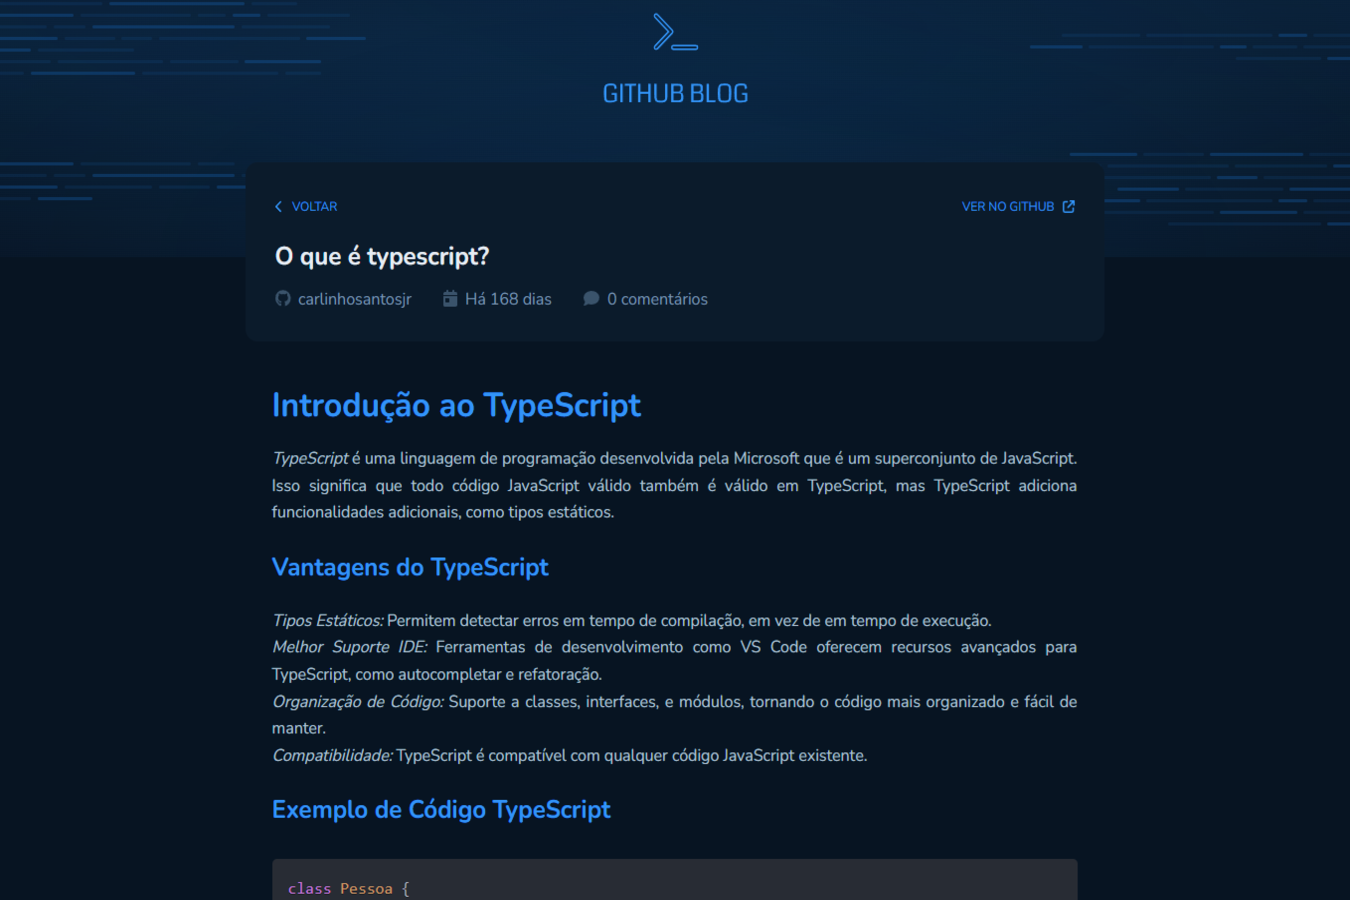 GITHUB BLOG
VOLTAR
VER NO GITHUB
O que é typescript?
carlinhosantosjr
Há 168 dias
0 comentários
Introdução ao TypeScript
TypeScript é uma linguagem de programação desenvolvida pela Microsoft que é um superconjunto de JavaScript.
Isso significa que todo código JavaScript válido também é válido em TypeScript, mas TypeScript adiciona
funcionalidades adicionais, como tipos estáticos.
Vantagens do TypeScript
Tipos Estáticos: Permitem detectar erros em tempo de compilação, em vez de em tempo de execução.
Melhor Suporte IDE: Ferramentas de desenvolvimento como VS Code oferecem recursos avançados para
TypeScript, como autocompletar e refatoração.
Organização de Código: Suporte a classes, interfaces, e módulos, tornando o código mais organizado e fácil de
manter.
Compatibilidade: TypeScript é compatível com qualquer código JavaScript existente.
Exemplo de Código TypeScript
class Pessoa {